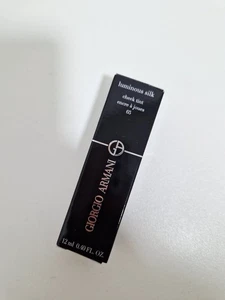 luminous silk
cheek tint
encre à joues
GIORGIO ARMANI
12 ml 0.40 FL. OZ.